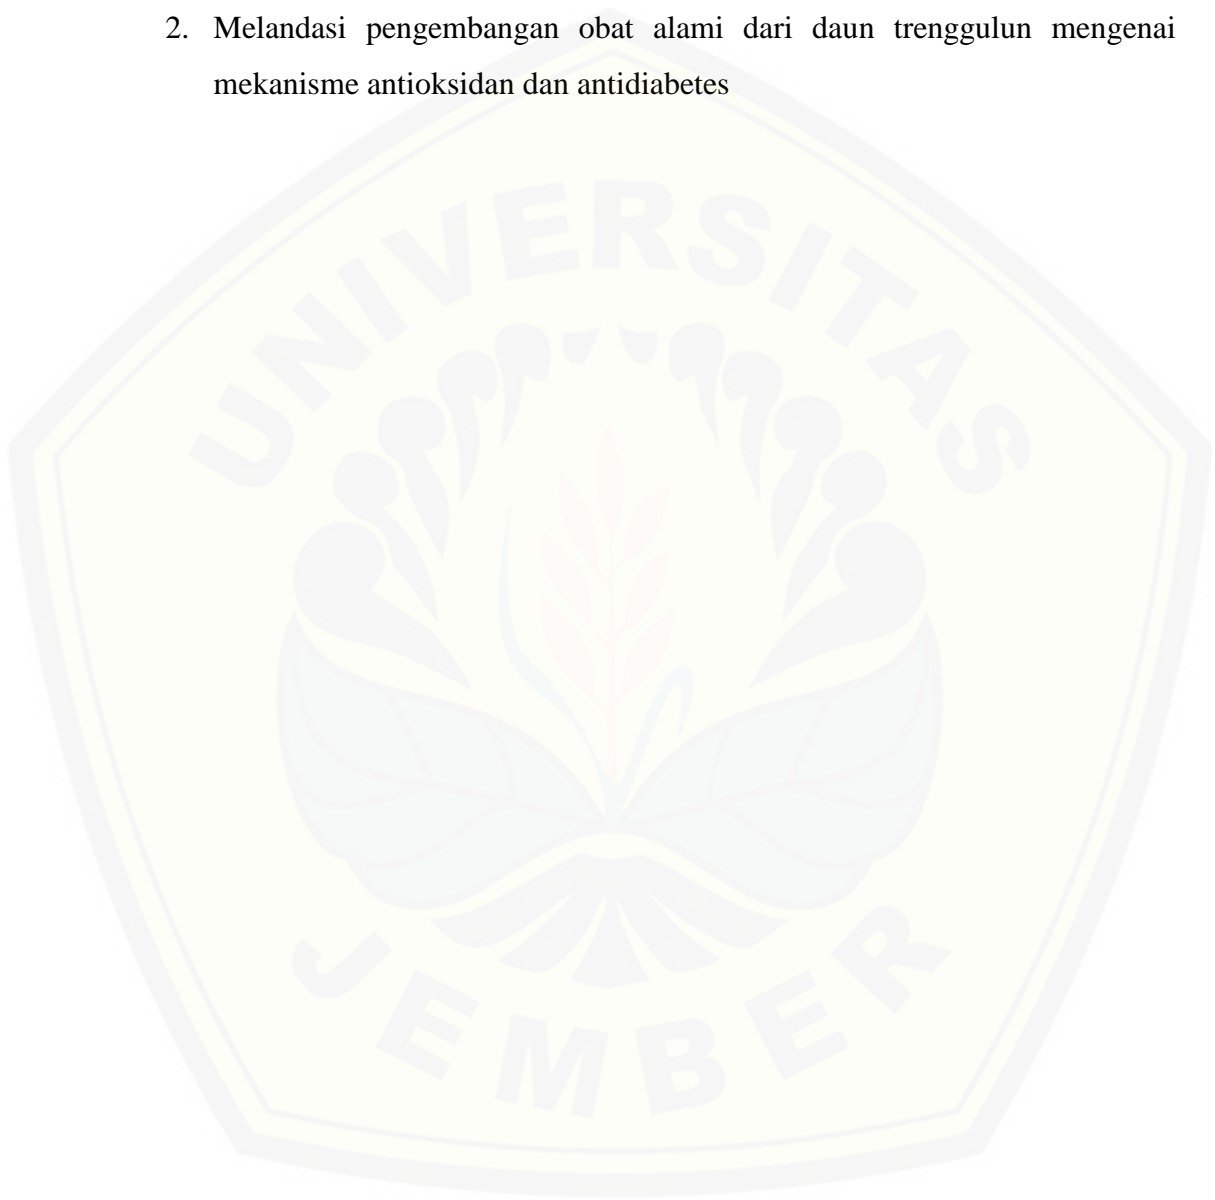 2. Melandasi pengembangan obat alami dari daun trenggulun mengenai
mekanisme antioksidan dan antidiabetes
UNIVERSITAS
JEMBER